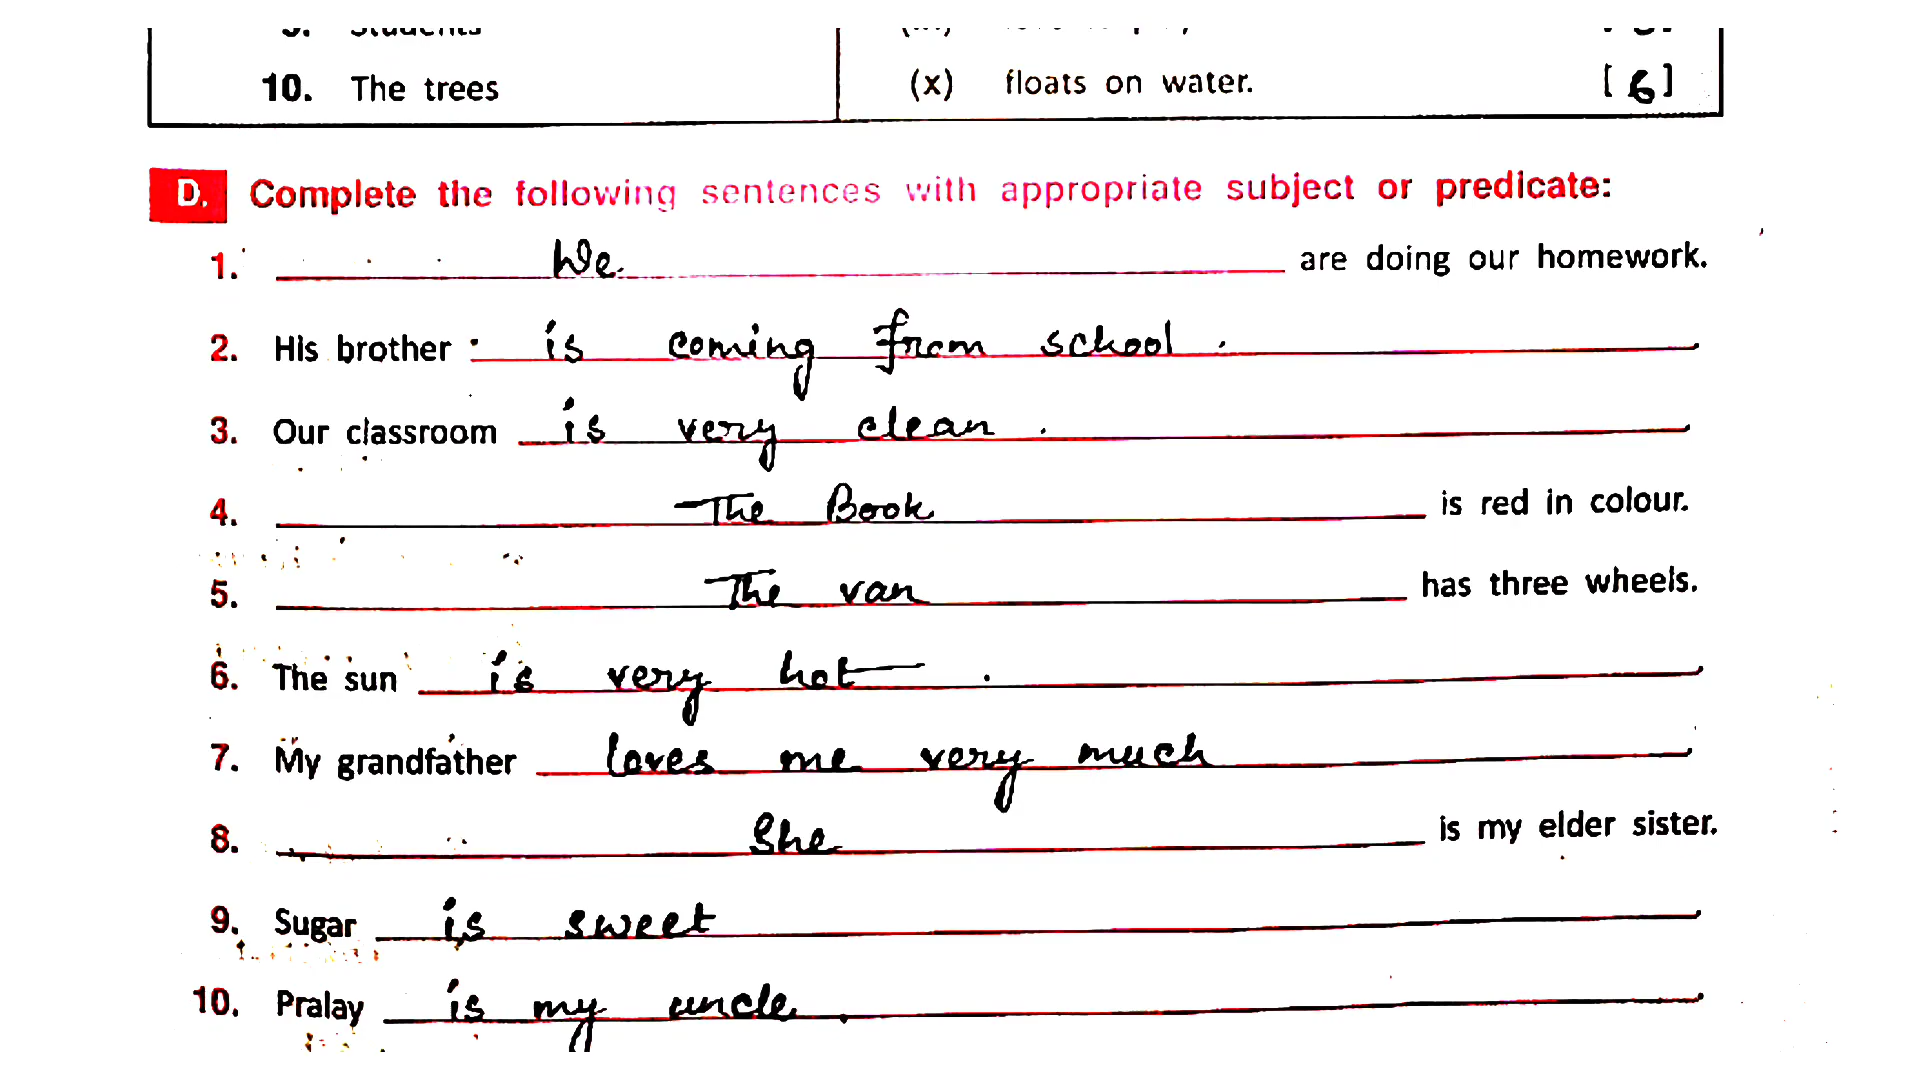 Students
10. The trees (x) floats on water. [6]
D. Complete the following sentences with appropriate subject or predicate:
1. We are doing our homework.
2. His brother is coming from school.
3. Our classroom is very clean.
4. The Book is red in colour.
5. The van has three wheels.
6. The sun is very hot.
7. My grandfather loves me very much
8. She is my elder sister.
9. Sugar is sweet
10. Pralay is my uncle.